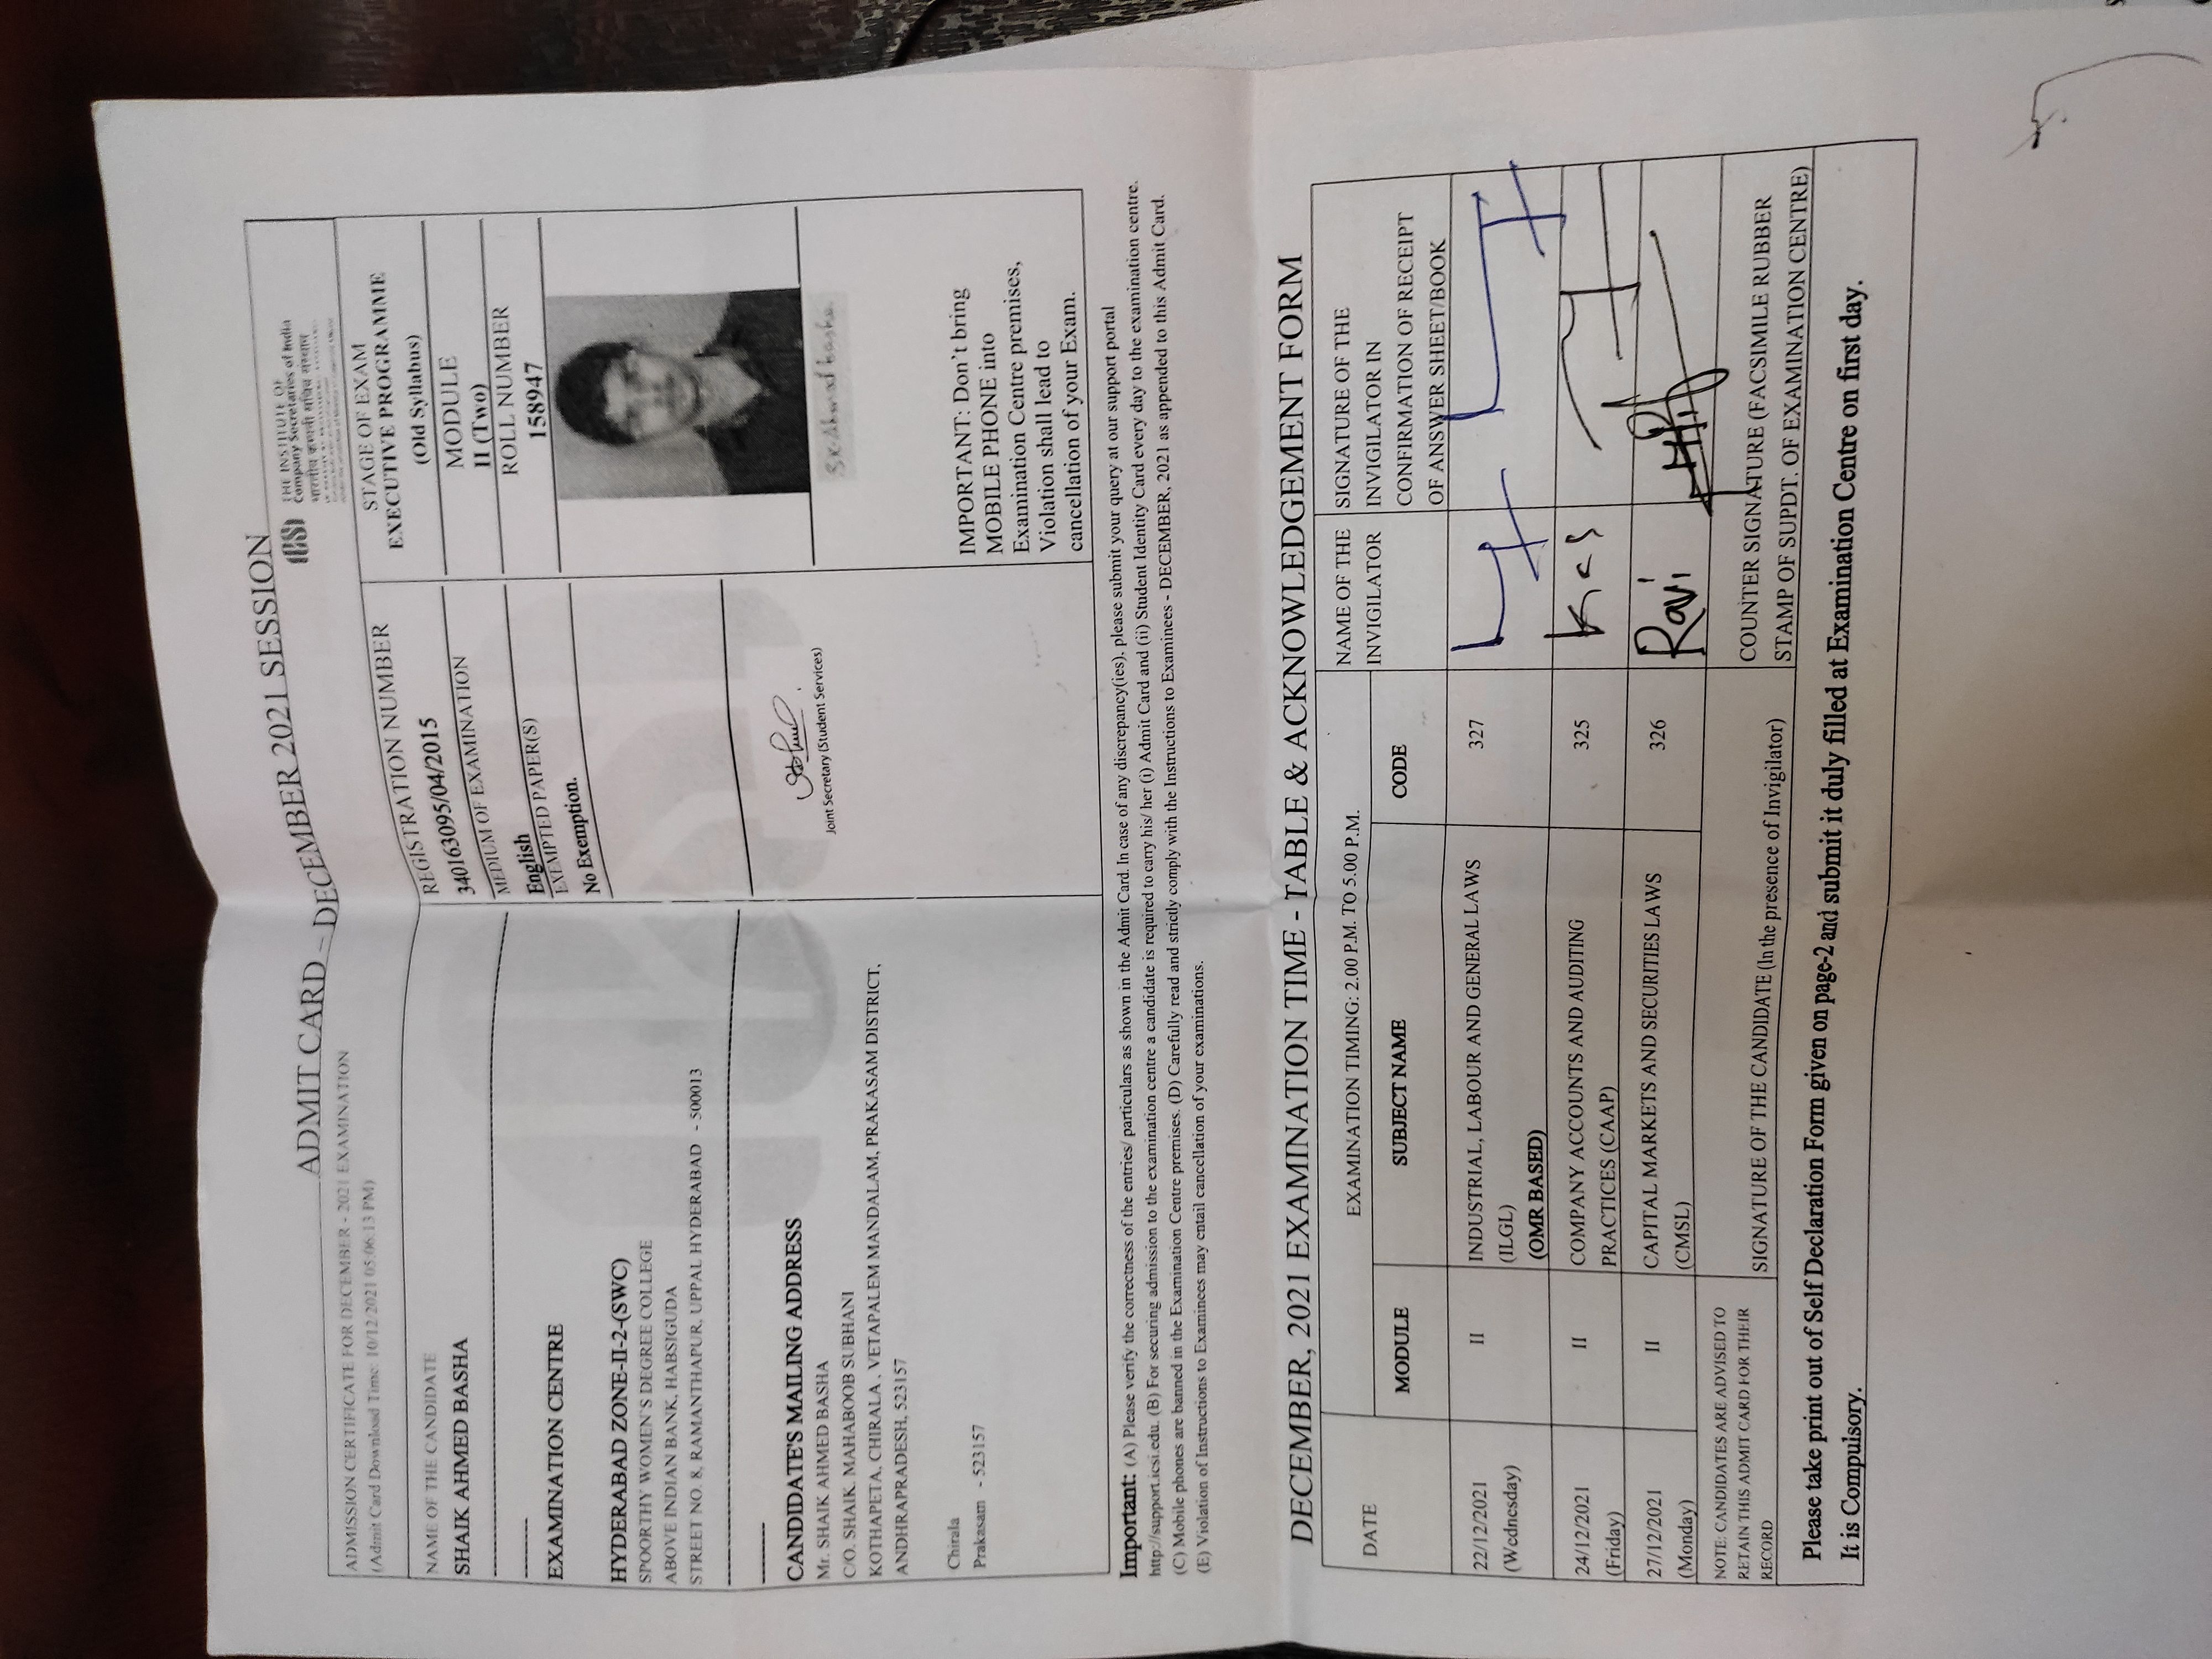 ADMIT CARD - DECEMBER 2021 SESSION
ADMISSION CERTIFICATE FOR DECEMBER - 2021 EXAMINATION
(Admit Card Download Time: 10/12/2021 05:06:13 PM)
ICSI THE INSTITUTE OF
Company Secretaries of India
भारतीय कम्पनी सचिव संस्थान
NAME OF THE CANDIDATE
SHAIK AHMED BASHA
EXAMINATION CENTRE
HYDERABAD ZONE-II-2-(SWC)
SPOORTHY WOMEN'S DEGREE COLLEGE
ABOVE INDIAN BANK, HABSIGUDA
STREET NO. 8, RAMANTHAPUR, UPPAL HYDERABAD - 500013
CANDIDATE'S MAILING ADDRESS
Mr. SHAIK AHMED BASHA
C/O. SHAIK. MAHABOOB SUBHANI
KOTHAPETA, CHIRALA , VETAPALEM MANDALAM, PRAKASAM DISTRICT,
ANDHRAPRADESH, 523157
Chirala
Prakasam - 523157
REGISTRATION NUMBER
340163095/04/2015
MEDIUM OF EXAMINATION
English
EXEMPTED PAPER(S)
No Exemption.
Joint Secretary (Student Services)
STAGE OF EXAM
EXECUTIVE PROGRAMME
(Old Syllabus)
MODULE
II (Two)
ROLL NUMBER
158947
SK. Ahmad basha
IMPORTANT: Don't bring
MOBILE PHONE into
Examination Centre premises,
Violation shall lead to
cancellation of your Exam.
Important: (A) Please verify the correctness of the entries/ particulars as shown in the Admit Card. In case of any discrepancy(ies), please submit your query at our support portal
http://support.icsi.edu. (B) For securing admission to the examination centre a candidate is required to carry his/ her (i) Admit Card and (ii) Student Identity Card every day to the examination centre.
(C) Mobile phones are banned in the Examination Centre premises. (D) Carefully read and strictly comply with the Instructions to Examinees - DECEMBER, 2021 as appended to this Admit Card.
(E) Violation of Instructions to Examinees may entail cancellation of your examinations.
DECEMBER, 2021 EXAMINATION TIME - TABLE & ACKNOWLEDGEMENT FORM
DATE
EXAMINATION TIMING: 2.00 P.M. TO 5.00 P.M.
MODULE SUBJECT NAME CODE
NAME OF THE
INVIGILATOR
SIGNATURE OF THE
INVIGILATOR IN
CONFIRMATION OF RECEIPT
OF ANSWER SHEET/BOOK
22/12/2021 II INDUSTRIAL, LABOUR AND GENERAL LAWS 327
(Wednesday) (ILGL)
(OMR BASED)
24/12/2021 II COMPANY ACCOUNTS AND AUDITING 325
(Friday) PRACTICES (CAAP)
27/12/2021 II CAPITAL MARKETS AND SECURITIES LAWS 326 Ravi
(Monday) (CMSL)
NOTE: CANDIDATES ARE ADVISED TO
RETAIN THIS ADMIT CARD FOR THEIR
RECORD
SIGNATURE OF THE CANDIDATE (In the presence of Invigilator)
COUNTER SIGNATURE (FACSIMILE RUBBER
STAMP OF SUPDT. OF EXAMINATION CENTRE)
Please take print out of Self Declaration Form given on page-2 and submit it duly filled at Examination Centre on first day.
It is Compulsory.